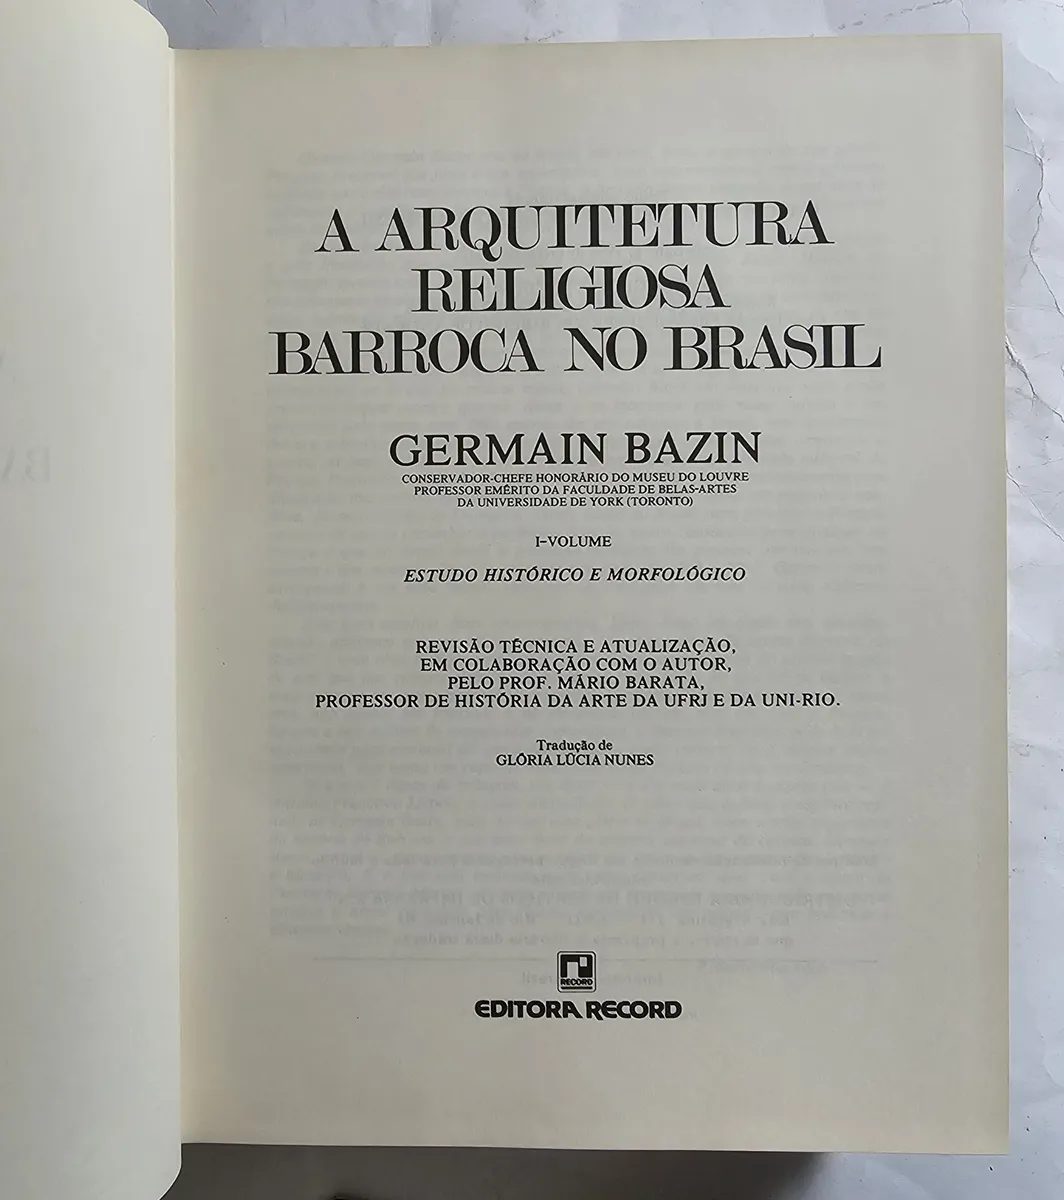 A ARQUITETURA
RELIGIOSA
BARROCA NO BRASIL
GERMAIN BAZIN
CONSERVADOR-CHEFE HONORÁRIO DO MUSEU DO LOUVRE
PROFESSOR EMÉRITO DA FACULDADE DE BELAS-ARTES
DA UNIVERSIDADE DE YORK (TORONTO)
I-VOLUME
ESTUDO HISTÓRICO E MORFOLÓGICO
REVISÃO TÉCNICA E ATUALIZAÇÃO,
EM COLABORAÇÃO COM O AUTOR,
PELO PROF. MÁRIO BARATA,
PROFESSOR DE HISTÓRIA DA ARTE DA UFRJ E DA UNI-RIO.
Tradução de
GLÓRIA LÚCIA NUNES
RECORD
EDITORA RECORD